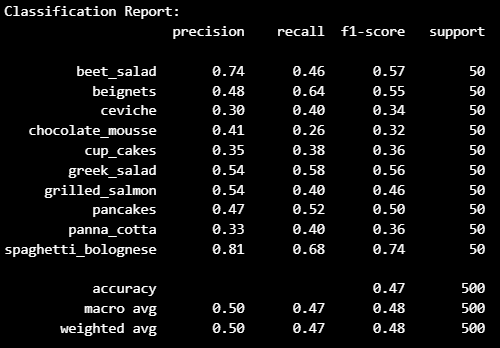 Classification Report:
precision recall f1-score support
beet_salad 0.74 0.46 0.57 50
beignets 0.48 0.64 0.55 50
ceviche 0.30 0.40 0.34 50
chocolate_mousse 0.41 0.26 0.32 50
cup_cakes 0.35 0.38 0.36 50
greek_salad 0.54 0.58 0.56 50
grilled_salmon 0.54 0.40 0.46 50
pancakes 0.47 0.52 0.50 50
panna_cotta 0.33 0.40 0.36 50
spaghetti_bolognese 0.81 0.68 0.74 50
accuracy 0.47 500
macro avg 0.50 0.47 0.48 500
weighted avg 0.50 0.47 0.48 500